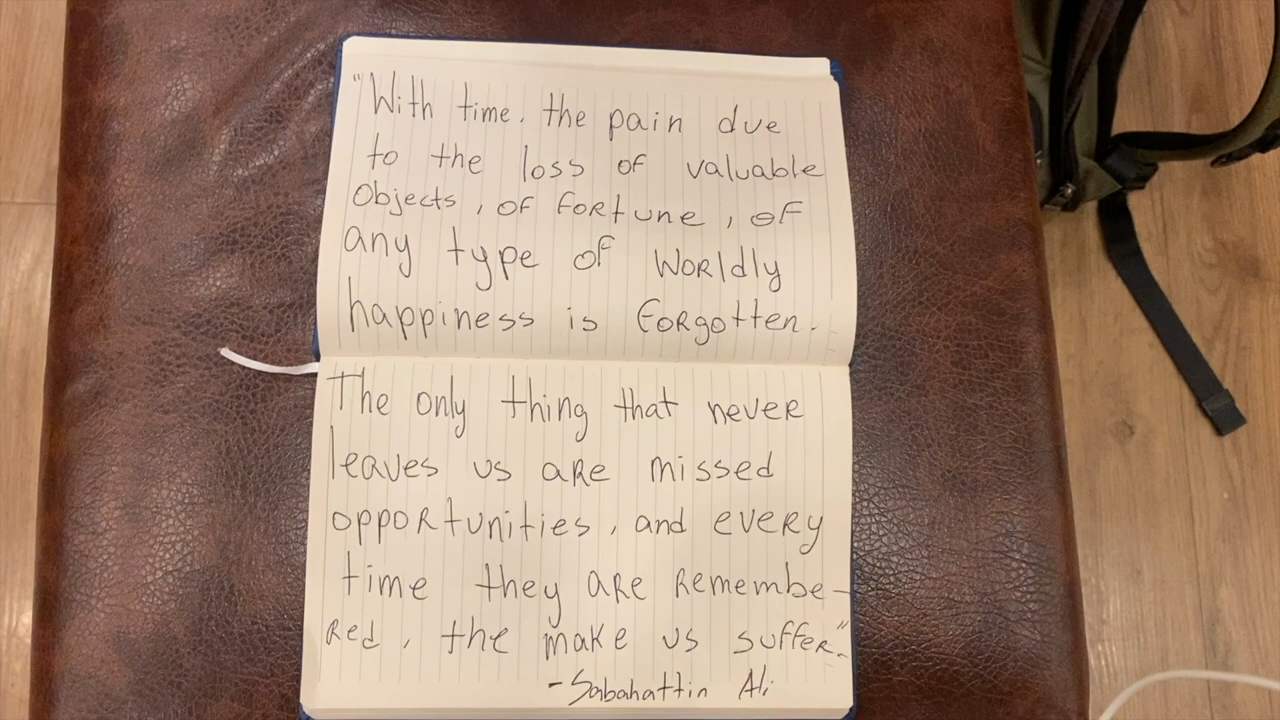 "With time. the pain due
to the loss of valuable
Objects, of fortune, of
any type of worldly
happiness is forgotten.
The only thing that never
leaves us are missed
opportunities, and every
time they are remembe-
red, the make us suffer."
- Sabahattin Ali